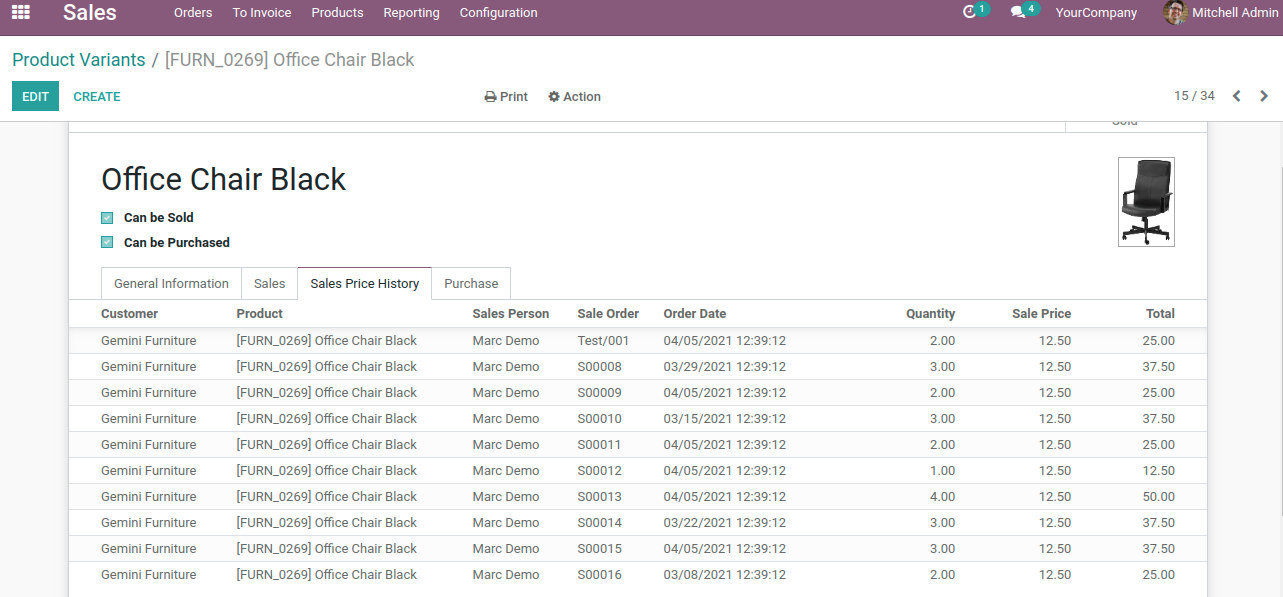 Sales Orders To Invoice Products Reporting Configuration 1 4 YourCompany Mitchell Admin
Product Variants / [FURN_0269] Office Chair Black
EDIT CREATE Print Action 15 / 34
Sold
Office Chair Black
Can be Sold
Can be Purchased
General Information Sales Sales Price History Purchase
Customer Product Sales Person Sale Order Order Date Quantity Sale Price Total
Gemini Furniture [FURN_0269] Office Chair Black Marc Demo Test/001 04/05/2021 12:39:12 2.00 12.50 25.00
Gemini Furniture [FURN_0269] Office Chair Black Marc Demo S00008 03/29/2021 12:39:12 3.00 12.50 37.50
Gemini Furniture [FURN_0269] Office Chair Black Marc Demo S00009 04/05/2021 12:39:12 2.00 12.50 25.00
Gemini Furniture [FURN_0269] Office Chair Black Marc Demo S00010 03/15/2021 12:39:12 3.00 12.50 37.50
Gemini Furniture [FURN_0269] Office Chair Black Marc Demo S00011 04/05/2021 12:39:12 2.00 12.50 25.00
Gemini Furniture [FURN_0269] Office Chair Black Marc Demo S00012 04/05/2021 12:39:12 1.00 12.50 12.50
Gemini Furniture [FURN_0269] Office Chair Black Marc Demo S00013 04/05/2021 12:39:12 4.00 12.50 50.00
Gemini Furniture [FURN_0269] Office Chair Black Marc Demo S00014 03/22/2021 12:39:12 3.00 12.50 37.50
Gemini Furniture [FURN_0269] Office Chair Black Marc Demo S00015 04/05/2021 12:39:12 3.00 12.50 37.50
Gemini Furniture [FURN_0269] Office Chair Black Marc Demo S00016 03/08/2021 12:39:12 2.00 12.50 25.00